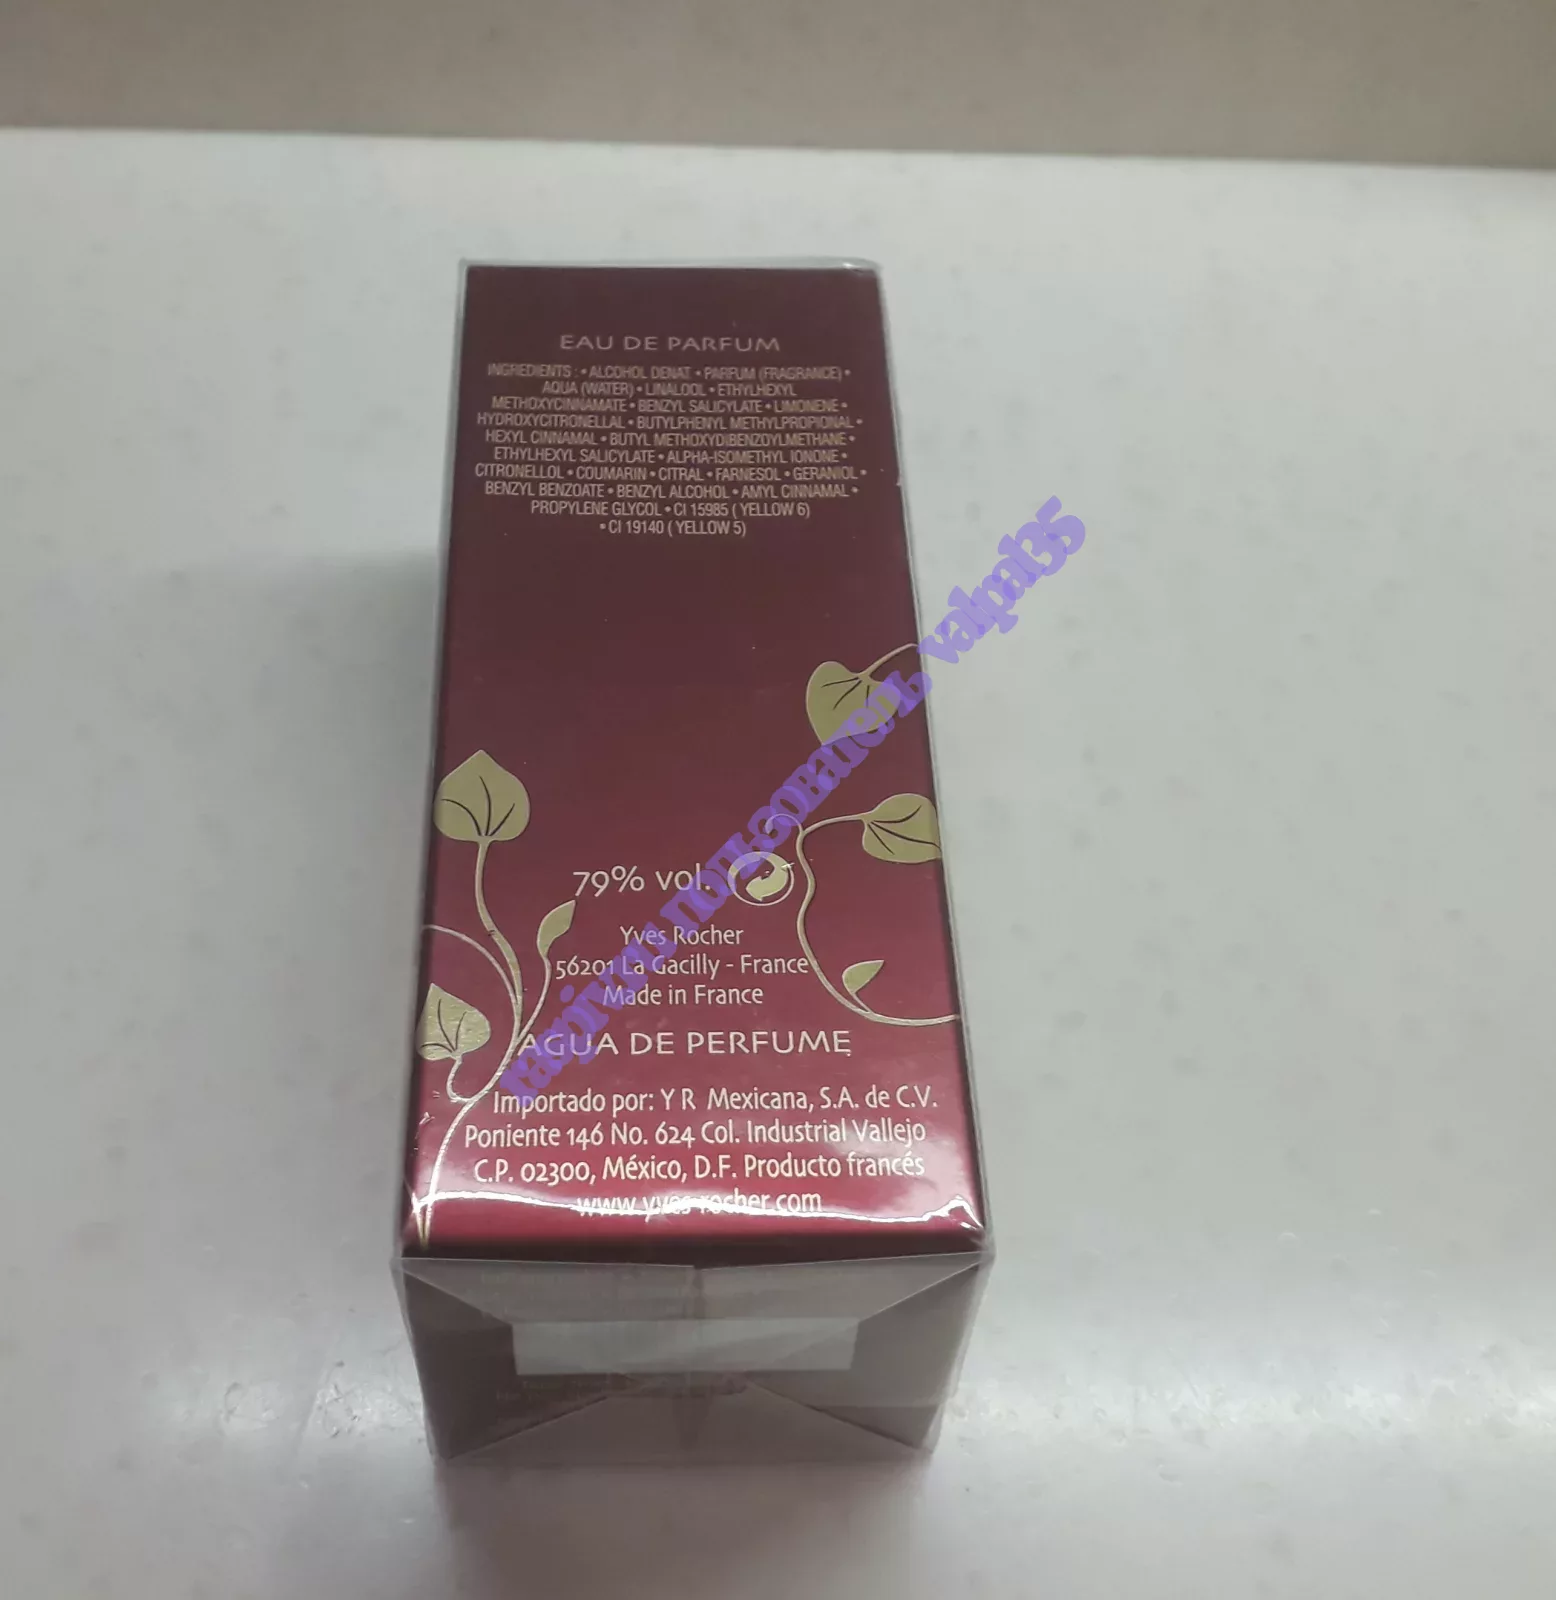 EAU DE PARFUM
INGREDIENTS : • ALCOHOL DENAT • PARFUM (FRAGRANCE) •
AQUA (WATER) • LINALOOL • ETHYLHEXYL
METHOXYCINNAMATE • BENZYL SALICYLATE • LIMONENE •
HYDROXYCITRONELLAL • BUTYLPHENYL METHYLPROPIONAL •
HEXYL CINNAMAL • BUTYL METHOXYDIBENZOYLMETHANE •
ETHYLHEXYL SALICYLATE • ALPHA-ISOMETHYL IONONE •
CITRONELLOL • COUMARIN • CITRAL • FARNESOL • GERANIOL •
BENZYL BENZOATE • BENZYL ALCOHOL • AMYL CINNAMAL •
PROPYLENE GLYCOL • CI 15985 ( YELLOW 6)
• CI 19140 ( YELLOW 5)
79% vol.
Yves Rocher
56201 La Gacilly - France
Made in France
AGUA DE PERFUME
Importado por: Y R Mexicana, S.A. de C.V.
Poniente 146 No. 624 Col. Industrial Vallejo
C.P. 02300, México, D.F. Producto francés
www.yves-rocher.com
пользователь valpal35